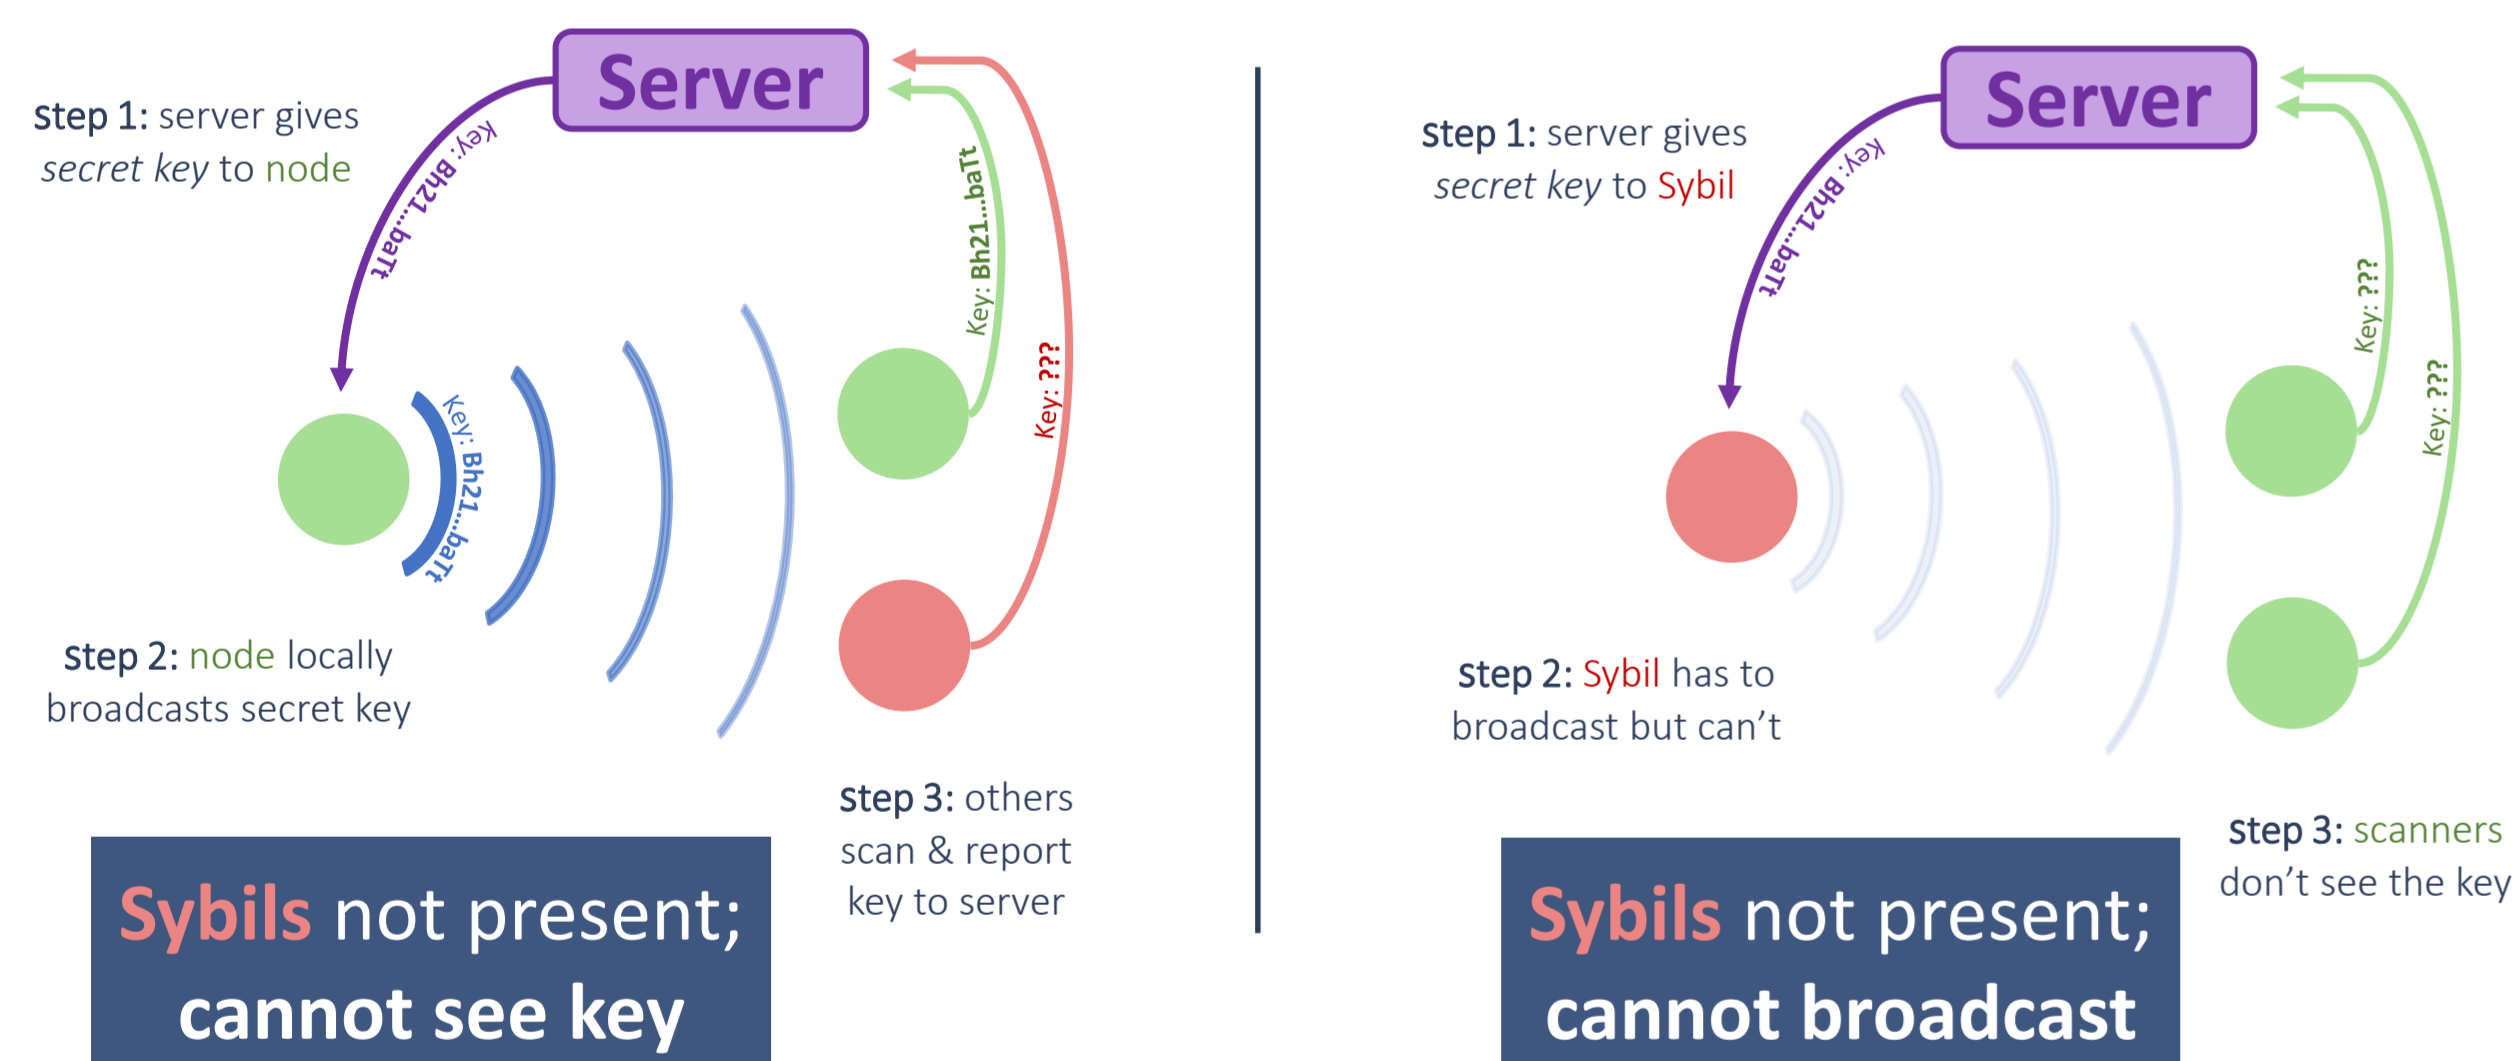 Server
step 1: server gives
secret key to node
Key: Bh21...baTt
Key: Bh21...baTt
Key: ???
Key: Bh21...baTt
step 2: node locally
broadcasts secret key
step 3: others
scan & report
key to server
Sybils not present;
cannot see key
Server
step 1: server gives
secret key to Sybil
Key: Bh21...baTt
Key: ???
Key: ???
step 2: Sybil has to
broadcast but can't
step 3: scanners
don't see the key
Sybils not present;
cannot broadcast